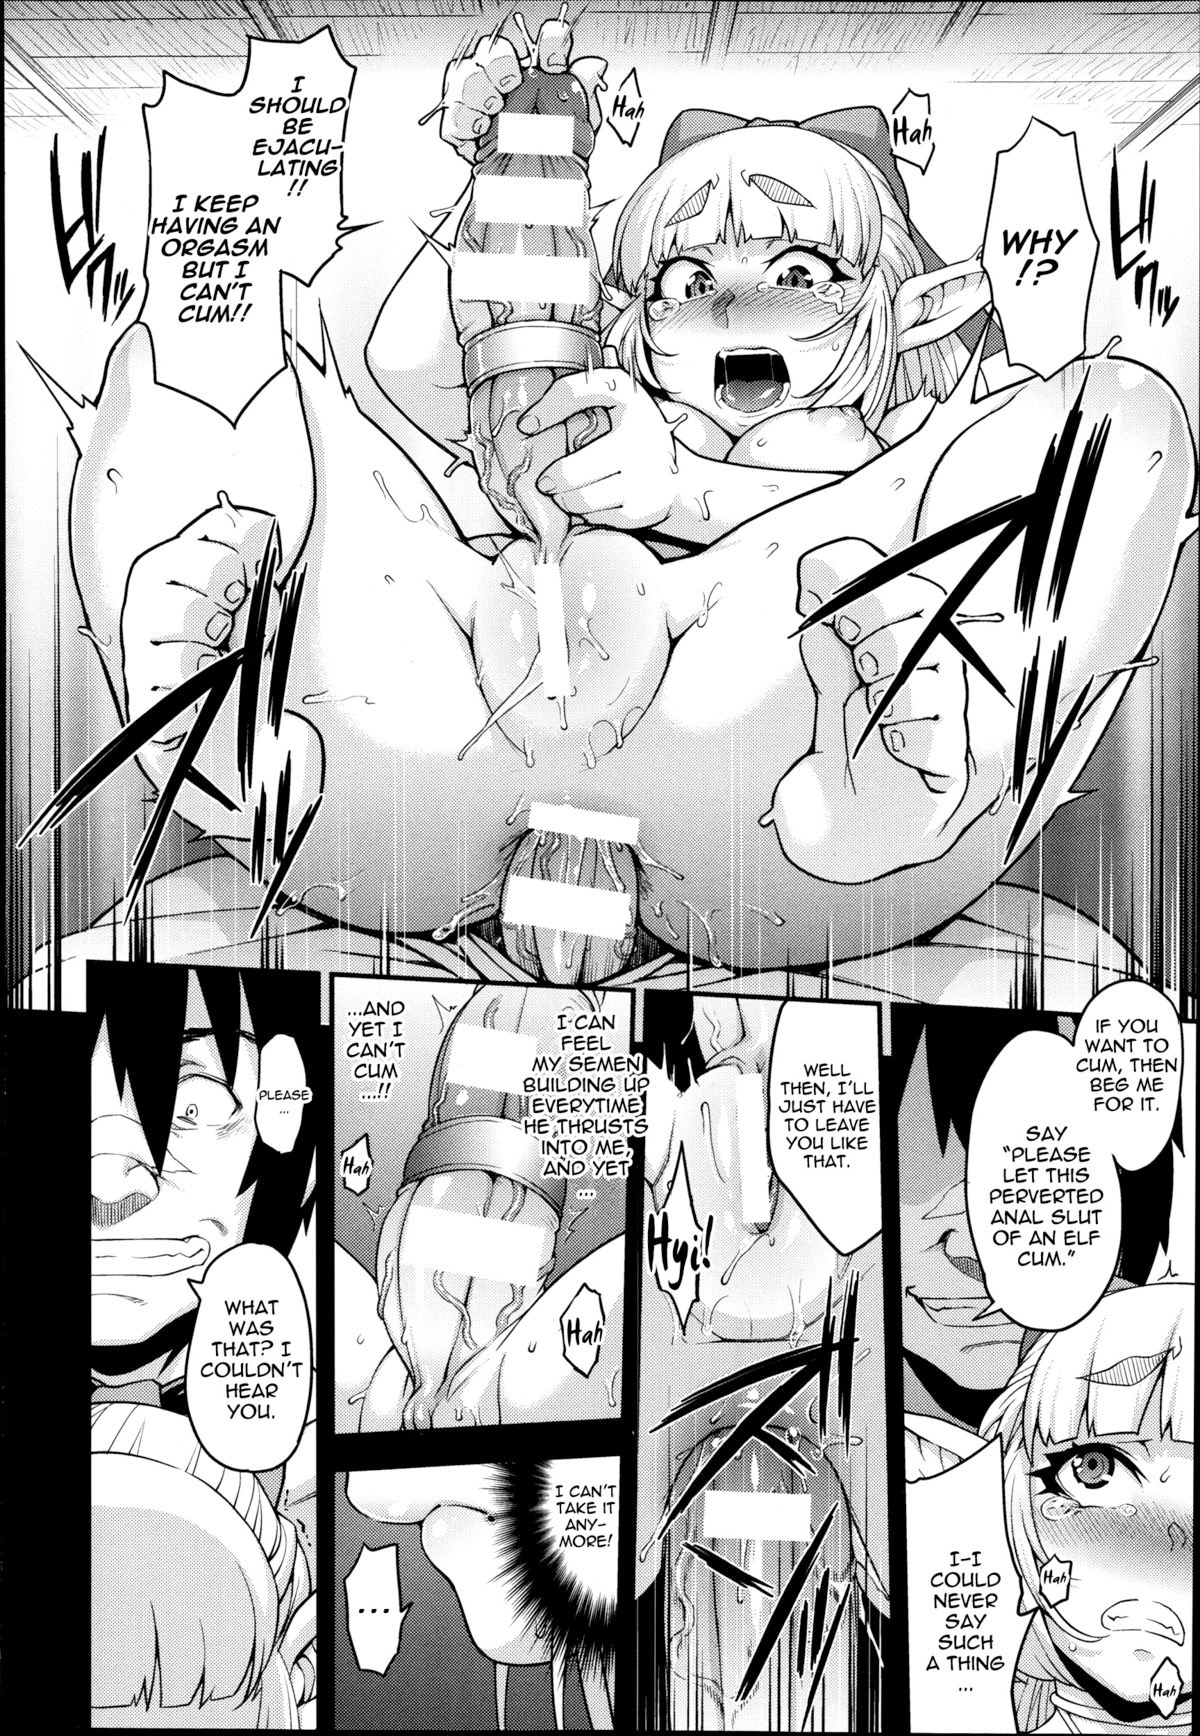 WHY
!?
Hah
Hah
I
SHOULD
BE
EJACU-
LATING
!!
I KEEP
HAVING AN
ORGASM
BUT I
CAN'T
CUM!!
IF YOU
WANT TO
CUM, THEN
BEG ME
FOR IT.
SAY
"PLEASE
LET THIS
PERVERTED
ANAL SLUT
OF AN ELF
CUM."
I-I
COULD
NEVER
SAY
SUCH
A THING
...
Hah
Hah
WELL
THEN, I'LL
JUST HAVE
TO LEAVE
YOU LIKE
THAT.
Hyi!
I CAN
FEEL
MY SEMEN
BUILDING UP
EVERYTIME
HE THRUSTS
INTO ME,
AND YET
...
...AND
YET I
CAN'T
CUM
...!!
Hah
Hah
I CAN'T
TAKE IT
ANY-
MORE!
...
PLEASE
...
WHAT
WAS
THAT? I
COULDN'T
HEAR
YOU.